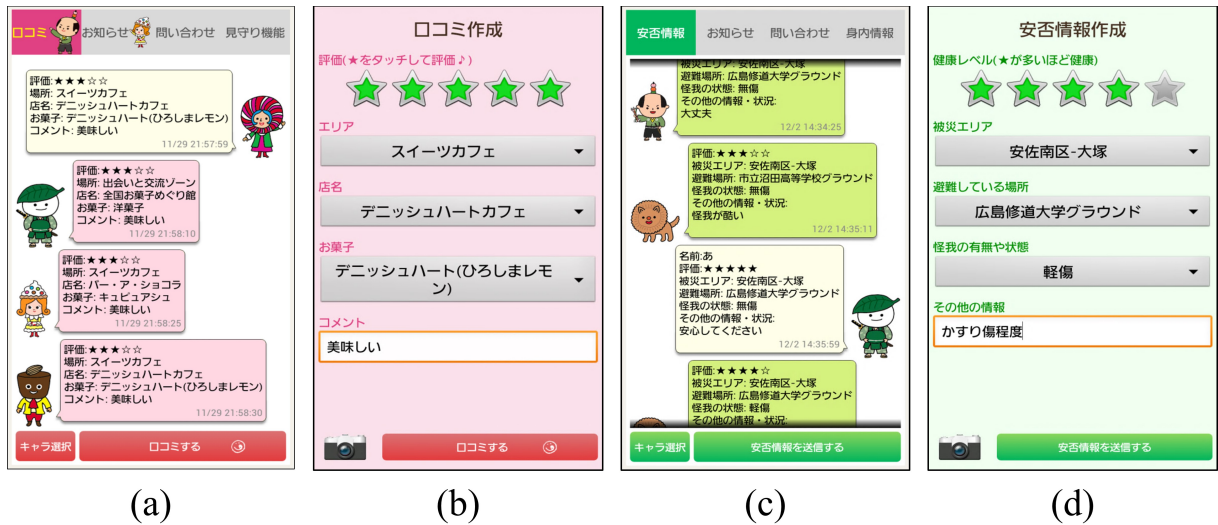 口コミ お知らせ 問い合わせ 見守り機能
評価:★★★☆☆
場所: スイーツカフェ
店名: デニッシュハートカフェ
お菓子: デニッシュハート(ひろしまレモン)
コメント: 美味しい
11/29 21:57:59
評価:★★★☆☆
場所: 出会いと交流ゾーン
店名: 全国お菓子めぐり館
お菓子: 洋菓子
コメント: 美味しい
11/29 21:58:10
評価:★★★☆☆
場所: スイーツカフェ
店名: パー・ア・ショコラ
お菓子: キュピュアシュ
コメント: 美味しい
11/29 21:58:25
評価:★★★☆☆
場所: スイーツカフェ
店名: デニッシュハートカフェ
お菓子: デニッシュハート(ひろしまレモン)
コメント: 美味しい
11/29 21:58:30
キャラ選択 口コミする
(a)
口コミ作成
評価(★をタッチして評価♪)
エリア
スイーツカフェ
店名
デニッシュハートカフェ
お菓子
デニッシュハート(ひろしまレモ
ン)
コメント
美味しい
口コミする
(b)
安否情報 お知らせ 問い合わせ 身内情報
被災エリア: 安佐南区-大塚
避難場所: 広島修道大学グラウンド
怪我の状態: 無傷
その他の情報・状況:
大丈夫
12/2 14:34:25
評価:★★★☆☆
被災エリア: 安佐南区-大塚
避難場所: 市立沼田高等学校グラウンド
怪我の状態: 無傷
その他の情報・状況:
怪我が酷い
12/2 14:35:11
名前:あ
評価:★★★★★
被災エリア: 安佐南区-大塚
避難場所: 広島修道大学グラウンド
怪我の状態: 無傷
その他の情報・状況:
安心してください
12/2 14:35:59
評価:★★★★☆
被災エリア: 安佐南区-大塚
避難場所: 広島修道大学グラウンド
怪我の状態: 軽傷
その他の情報・状況:
キャラ選択 安否情報を送信する
(c)
安否情報作成
健康レベル(★が多いほど健康)
被災エリア
安佐南区-大塚
避難している場所
広島修道大学グラウンド
怪我の有無や状態
軽傷
その他の情報
かすり傷程度
安否情報を送信する
(d)